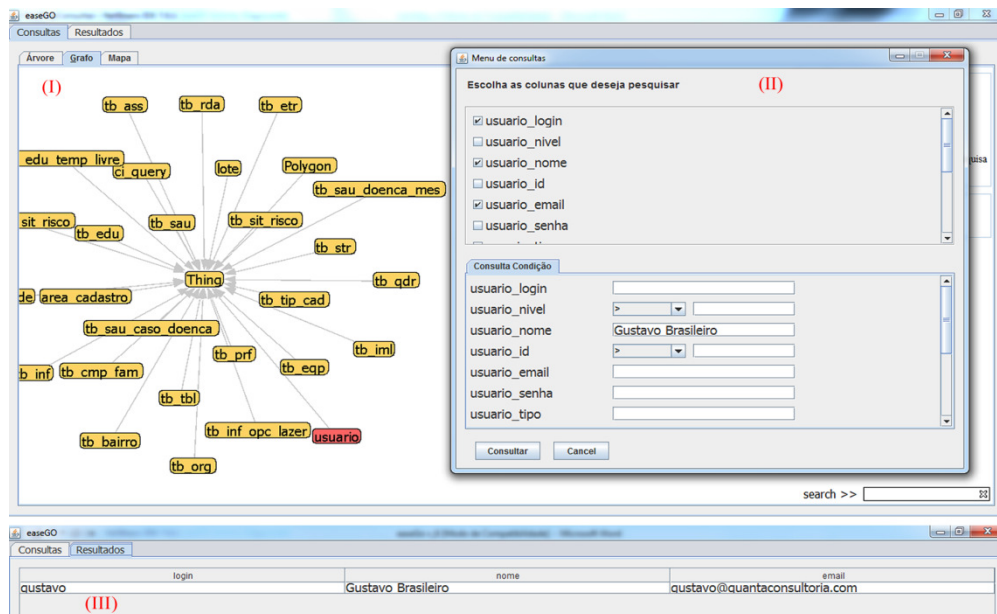 easeGO
Consultas Resultados
Árvore Grafo Mapa
(I)
tb_ass tb_rda tb_etr
edu_temp_livre
ci_query lote Polygon
tb_sau_doenca_mes
sit_risco tb_edu tb_sau tb_sit_risco
tb_str
Thing tb_qdr
de area_cadastro tb_tip_cad
tb_sau_caso_doenca
tb_prf tb_iml
b_inf tb_cmp_fam tb_eqp
tb_tbl
tb_bairro tb_inf_opc_lazer usuario
tb_org
Menu de consultas
Escolha as colunas que deseja pesquisar
(II)
usuario_login
usuario_nivel
usuario_nome
usuario_id
usuario_email
usuario_senha
Consulta Condição
usuario_login
usuario_nivel >
usuario_nome Gustavo Brasileiro
usuario_id >
usuario_email
usuario_senha
usuario_tipo
Consultar Cancel
quisa
search >>
easeGO
Consultas Resultados
login nome email
gustavo Gustavo Brasileiro gustavo@quantaconsultoria.com
(III)